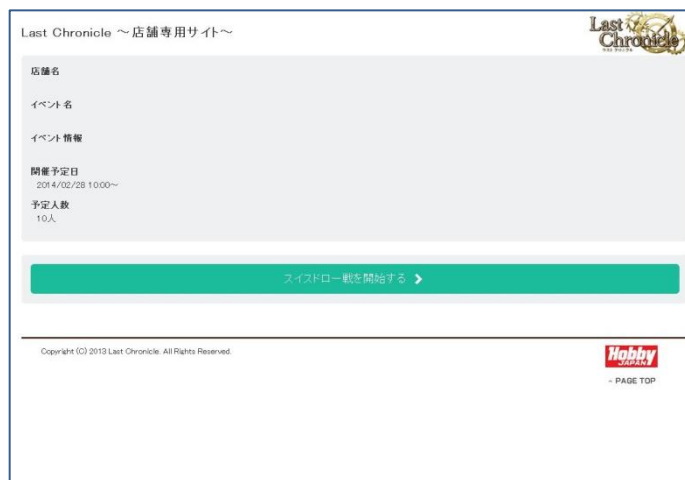 Last Chronicle ～店舗専用サイト～
Last Chronicle
店舗名
イベント名
イベント情報
開催予定日
2014/02/28 10:00～
予定人数
10人
スイスドロー戦を開始する
Copyright (C) 2013 Last Chronicle. All Rights Reserved.
Hobby JAPAN
- PAGE TOP